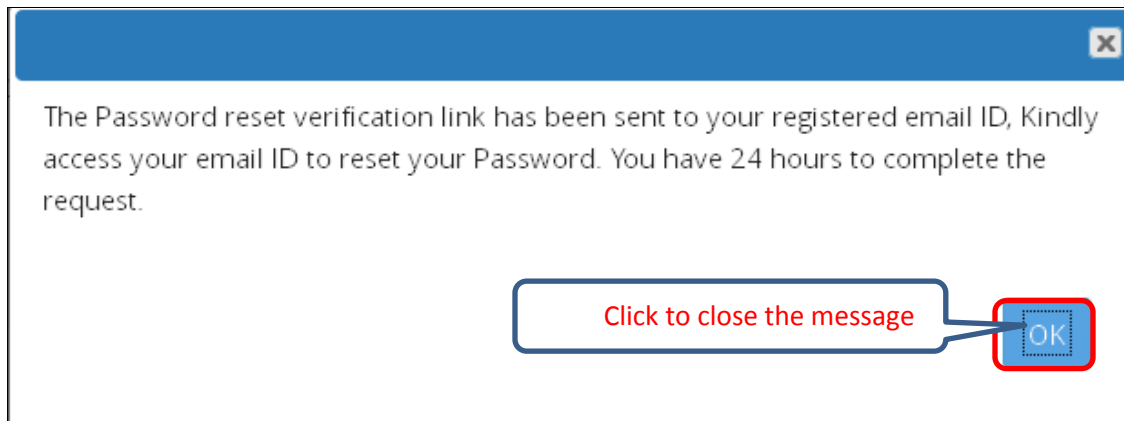 The Password reset verification link has been sent to your registered email ID, Kindly
access your email ID to reset your Password. You have 24 hours to complete the
request.
Click to close the message
OK